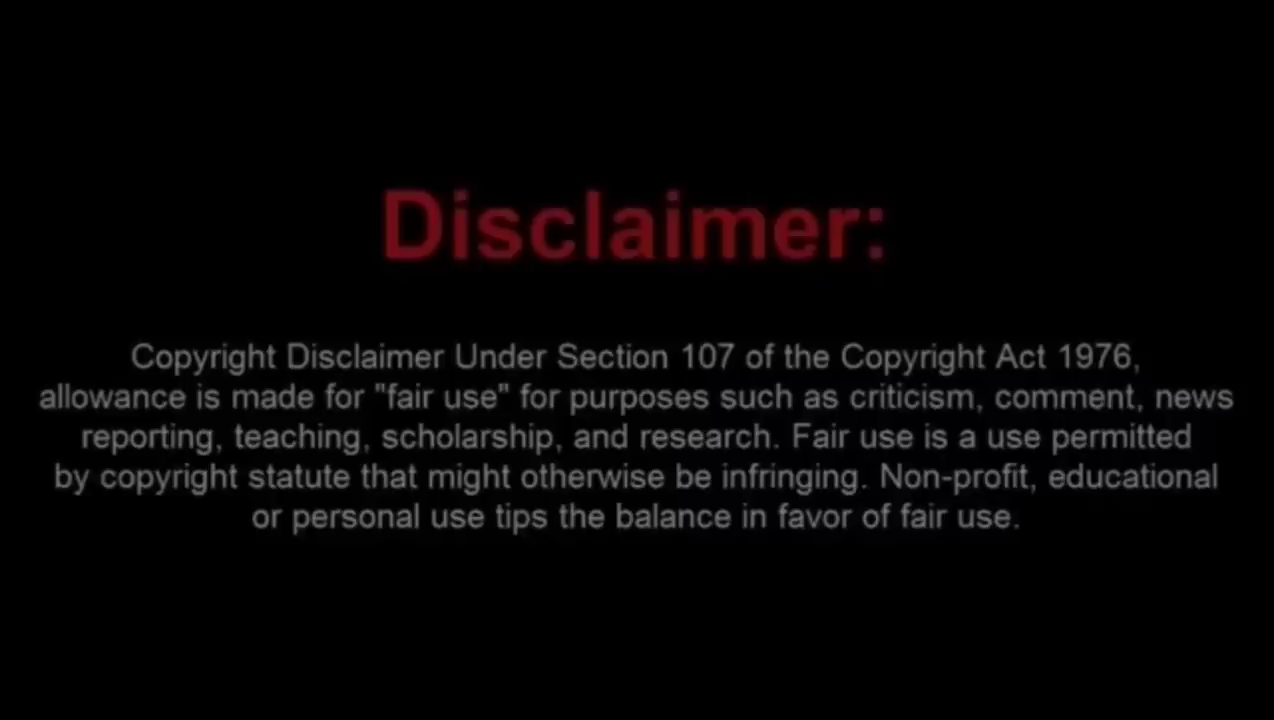 Disclaimer:
Copyright Disclaimer Under Section 107 of the Copyright Act 1976,
allowance is made for "fair use" for purposes such as criticism, comment, news
reporting, teaching, scholarship, and research. Fair use is a use permitted
by copyright statute that might otherwise be infringing. Non-profit, educational
or personal use tips the balance in favor of fair use.